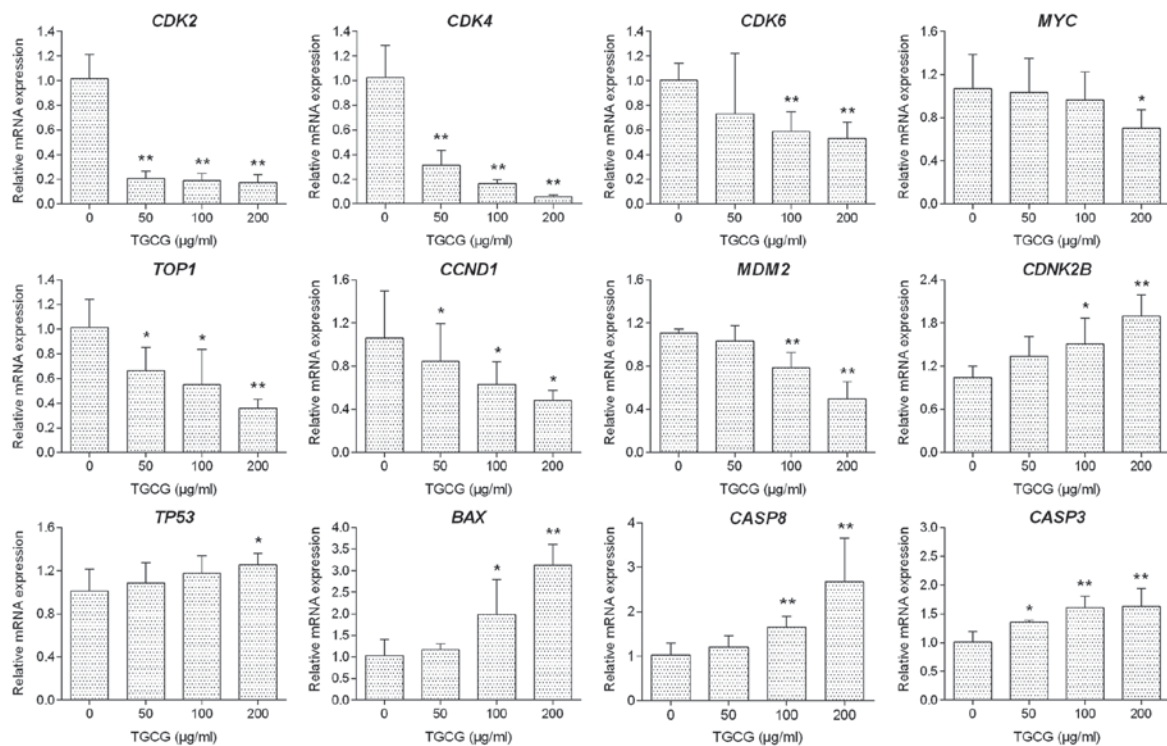 CDK2
Relative mRNA expression
1.4
1.2
1.0
0.8
0.6
0.4
0.2
0.0
** ** **
0 50 100 200
TGCG (µg/ml)
CDK4
Relative mRNA expression
1.4
1.2
1.0
0.8
0.6
0.4
0.2
0.0
** ** **
0 50 100 200
TGCG (µg/ml)
CDK6
Relative mRNA expression
1.4
1.2
1.0
0.8
0.6
0.4
0.2
0.0
** **
0 50 100 200
TGCG (µg/ml)
MYC
Relative mRNA expression
1.6
1.2
0.8
0.4
0.0
*
0 50 100 200
TGCG (µg/ml)
TOP1
Relative mRNA expression
1.4
1.2
1.0
0.8
0.6
0.4
0.2
0.0
* * **
0 50 100 200
TGCG (µg/ml)
CCND1
Relative mRNA expression
1.6
1.2
0.8
0.4
0.0
* * *
0 50 100 200
TGCG (µg/ml)
MDM2
Relative mRNA expression
1.6
1.2
0.8
0.4
0.0
** **
0 50 100 200
TGCG (µg/ml)
CDNK2B
Relative mRNA expression
2.4
1.8
1.2
0.6
0.0
* **
0 50 100 200
TGCG (µg/ml)
TP53
Relative mRNA expression
1.6
1.2
0.8
0.4
0.0
*
0 50 100 200
TGCG (µg/ml)
BAX
Relative mRNA expression
4.0
3.5
3.0
2.5
2.0
1.5
1.0
0.5
0.0
* **
0 50 100 200
TGCG (µg/ml)
CASP8
Relative mRNA expression
4
3
2
1
0
** **
0 50 100 200
TGCG (µg/ml)
CASP3
Relative mRNA expression
3.0
2.5
2.0
1.5
1.0
0.5
0.0
* ** **
0 50 100 200
TGCG (µg/ml)